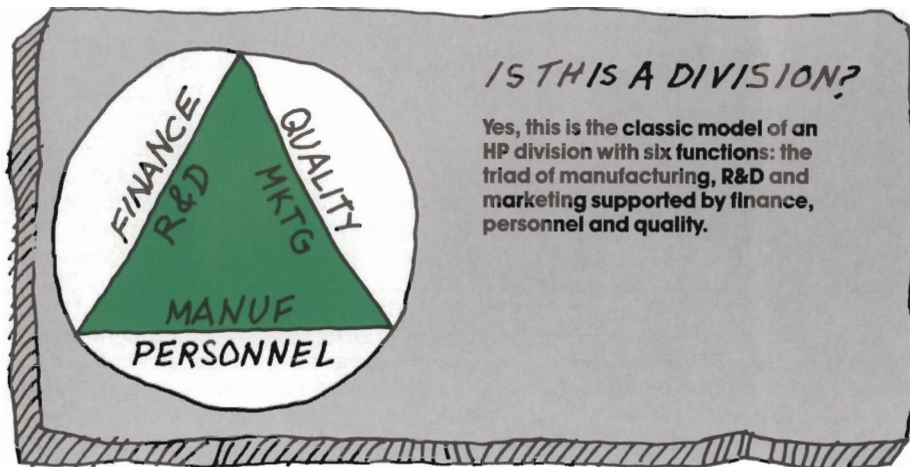 FINANCE
R&D
QUALITY
MKTG
MANUF
PERSONNEL
IS THIS A DIVISION?
Yes, this is the classic model of an
HP division with six functions: the
triad of manufacturing, R&D and
marketing supported by finance,
personnel and quality.